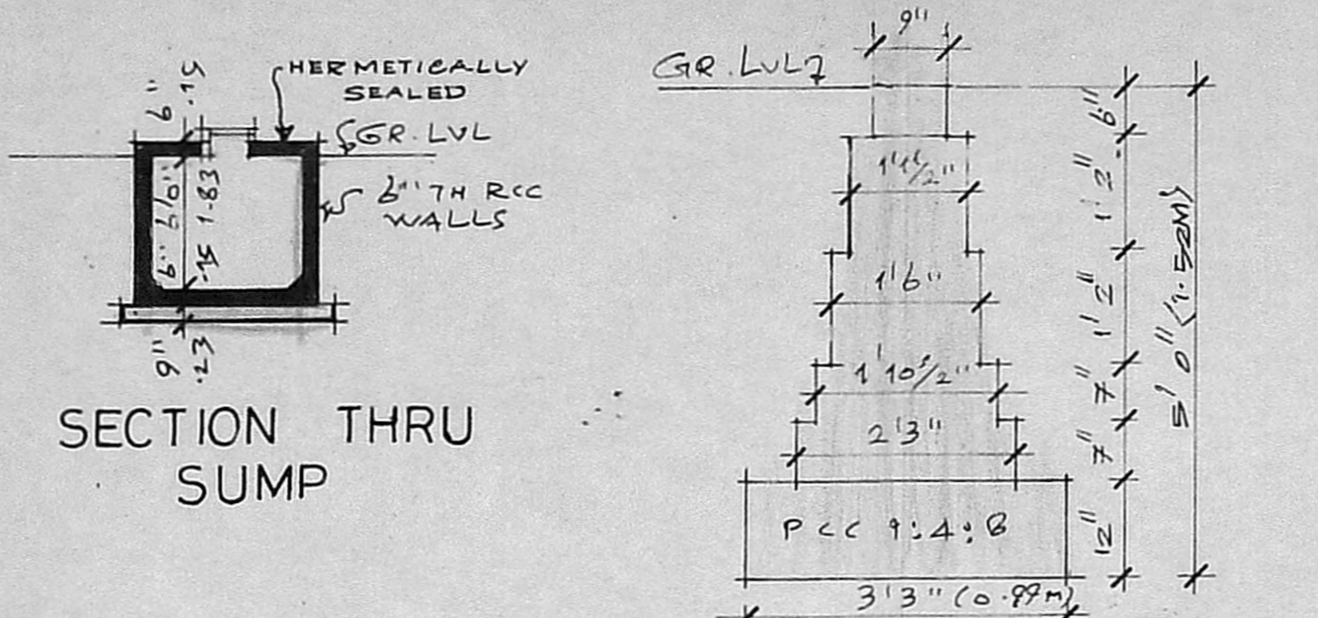 HERMETICALLY
SEALED
GR. LVL
6" TH RCC
WALLS
6" .15
6'0" 1.83
6" .15
9" .23
SECTION THRU
SUMP
GR. LVL
9"
1'1½"
1'6"
1'10½"
2'3"
PCC 1:4:8
3'3" (0.99M)
6"
1'2"
1'2"
7"
7"
12"
5'0" (1.52M)